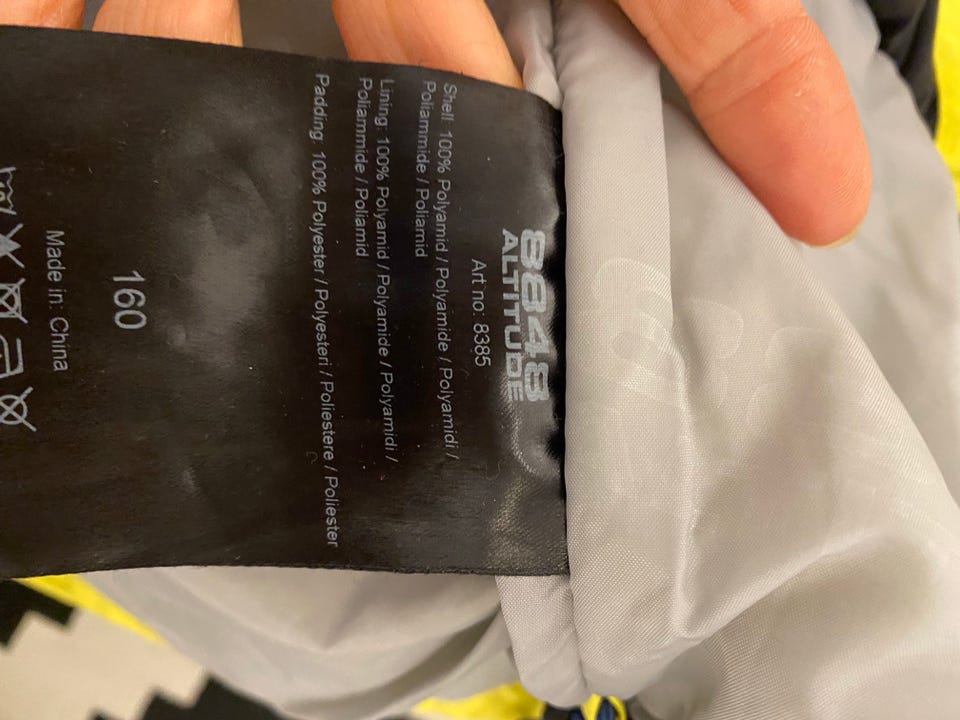 8848
ALTITUDE
Art no: 8385
Shell: 100% Polyamid / Polyamide / Polyamidi /
Poliammide / Poliamid
Lining: 100% Polyamid / Polyamide / Polyamidi /
Poliammide / Poliamid
Padding: 100% Polyester / Polyesteri / Poliestere / Poliester
160
Made in: China